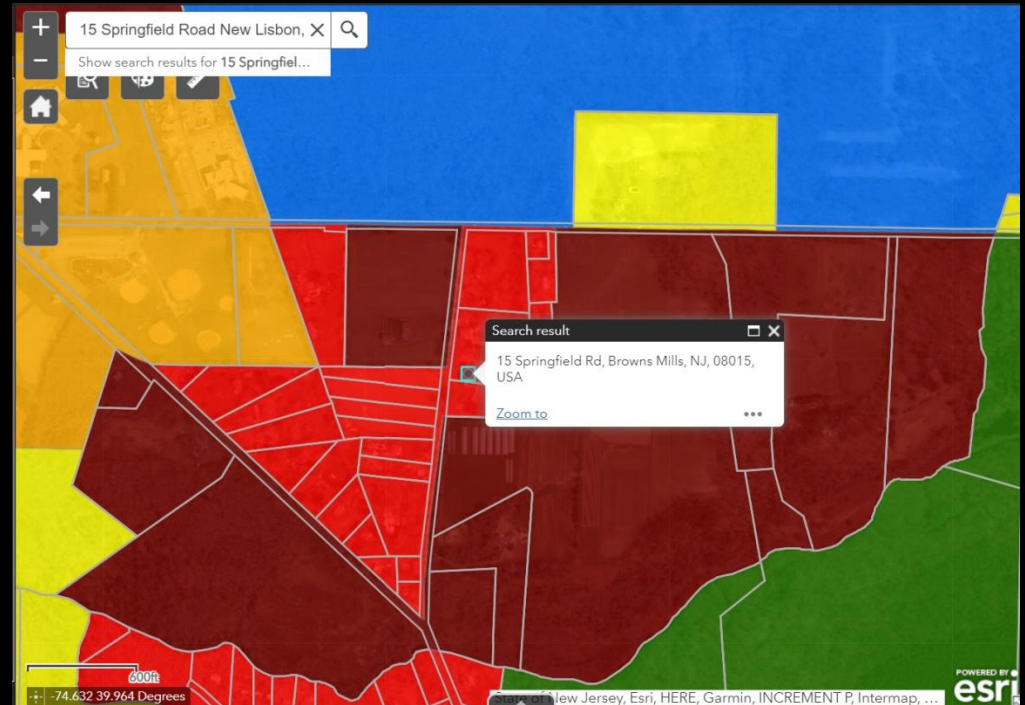 +
15 Springfield Road New Lisbon,
Show search results for 15 Springfiel...
−
Search result
15 Springfield Rd, Browns Mills, NJ, 08015,
USA
Zoom to
600ft
-74.632 39.964 Degrees
State of New Jersey, Esri, HERE, Garmin, INCREMENT P, Intermap, ...
POWERED BY
esri